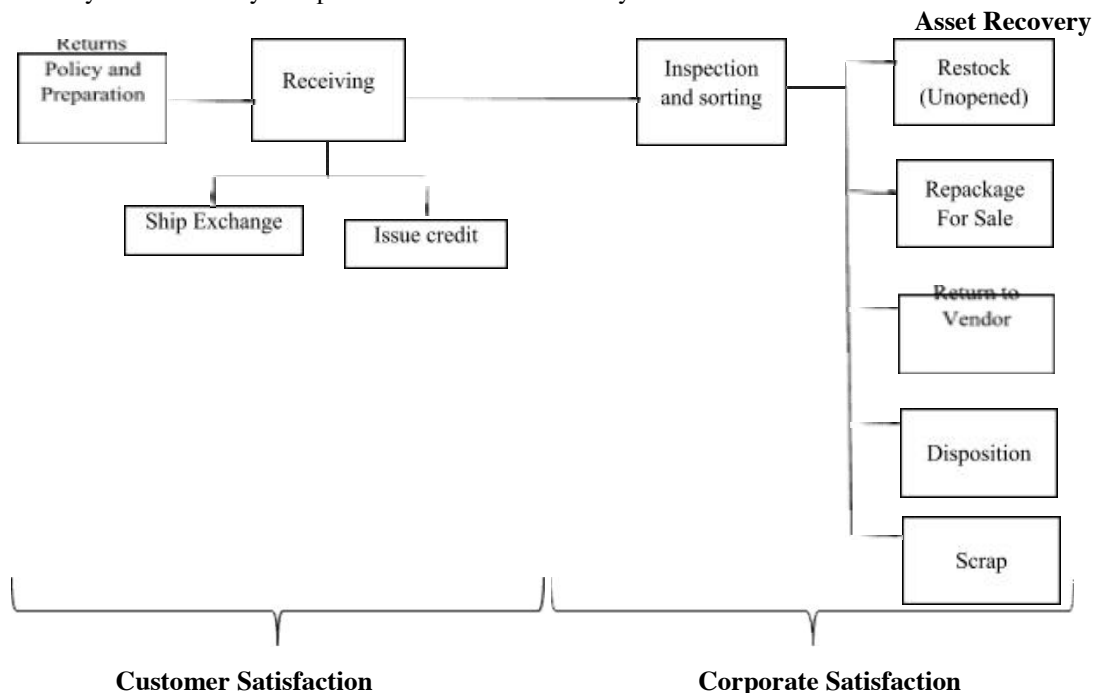 Asset Recovery
Returns
Policy and
Preparation
Receiving
Inspection
and sorting
Restock
(Unopened)
Ship Exchange
Issue credit
Repackage
For Sale
Return to
Vendor
Disposition
Scrap
Customer Satisfaction
Corporate Satisfaction